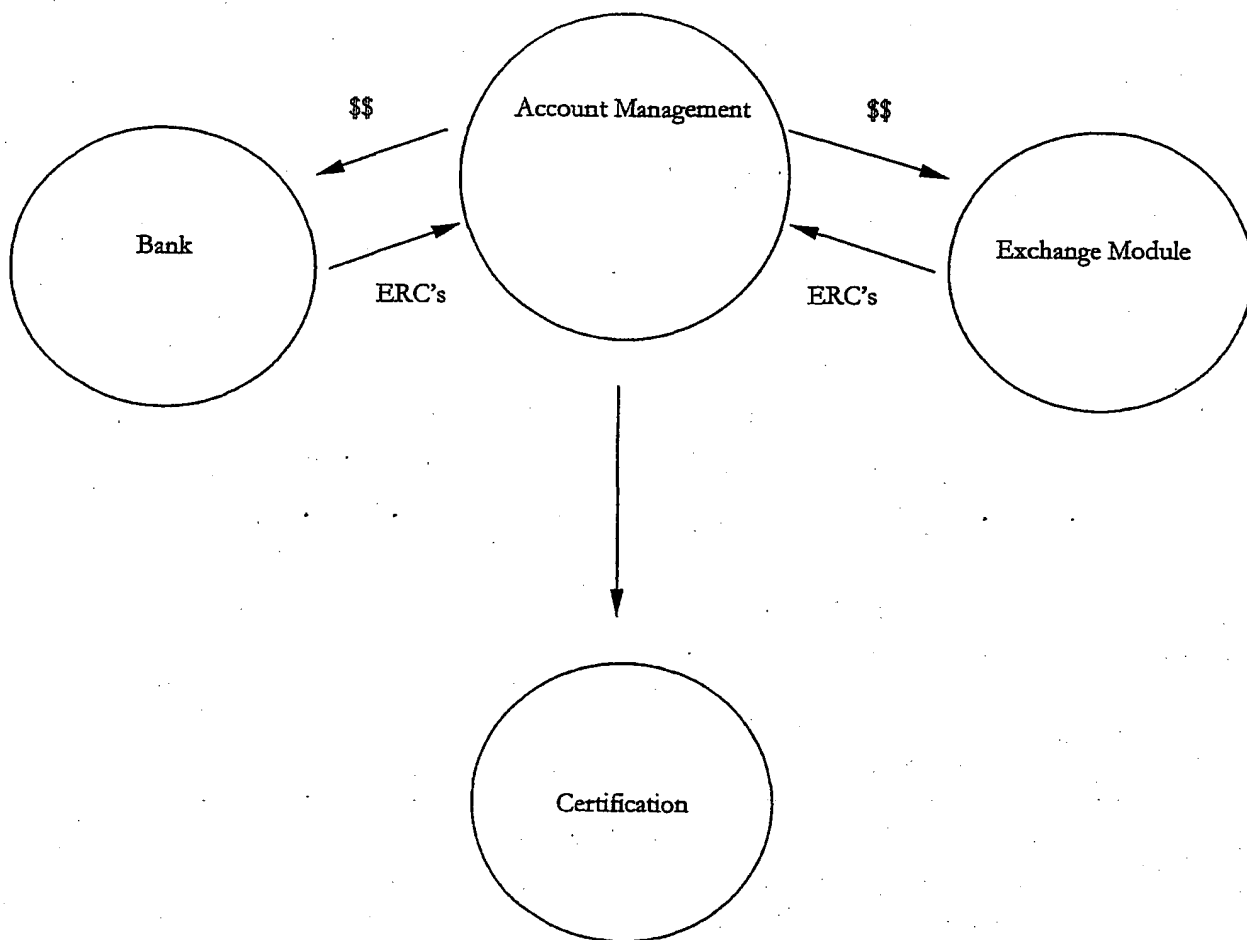 $$
Account Management
$$
Bank
Exchange Module
ERC's
ERC's
Certification